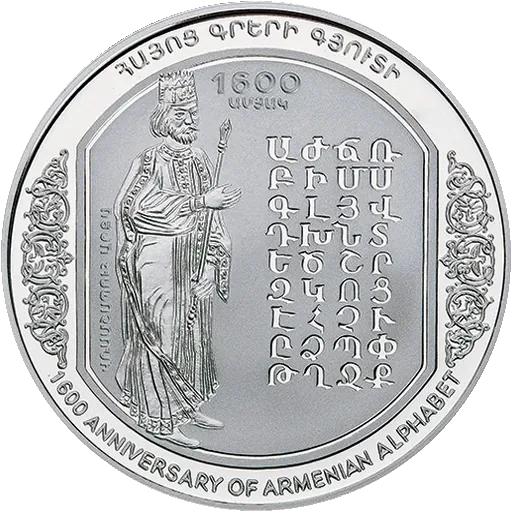 ՀԱՅՈՑ ԳՐԵՐԻ ԳՅՈՒՏԻ
1600
ԱՄՅԱԿ
Ա Ժ Ճ Ռ
Բ Ի Մ Ս
Գ Լ Յ Վ
Դ Խ Ն Տ
Ե Ծ Շ Ր
Զ Կ Ո Ց
Է Հ Չ Ւ
Ը Ձ Պ Փ
Թ Ղ Ջ Ք
1600 ANNIVERSARY OF ARMENIAN ALPHABET